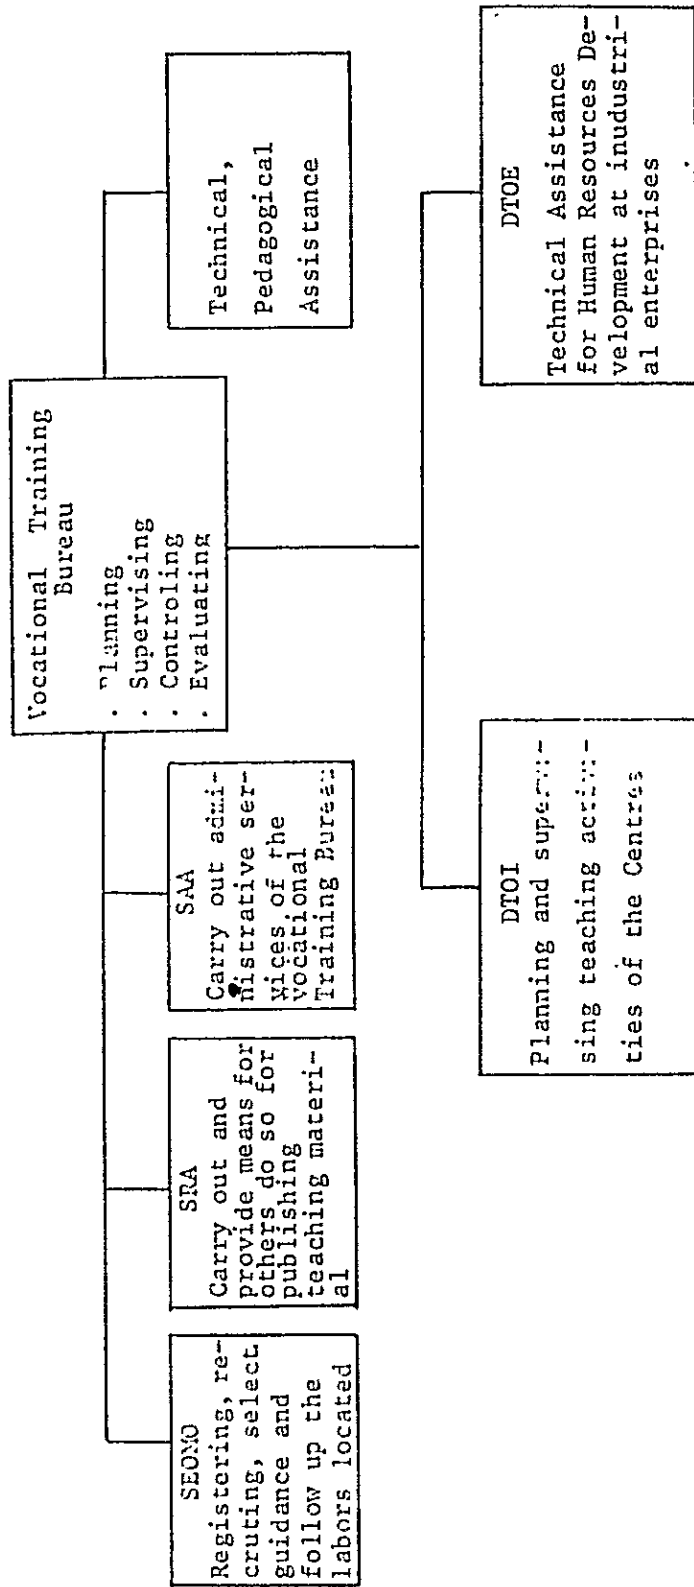 Vocational Training
Bureau
. Planning
. Supervising
. Controling
. Evaluating
SEOMO
Registering, re-
cruting, select
guidance and
follow up the
labors located
SRA
Carry out and
provide means for
others do so for
publishing
teaching materi-
al
SAA
Carry out admi-
nistrative ser-
vices of the
vocational
Training Bureau
Technical,
Pedagogical
Assistance
DTOI
Planning and supervi-
sing teaching activi-
ties of the Centres
DTOE
Technical Assistance
for Human Resources De-
velopment at inudustri-
al enterprises